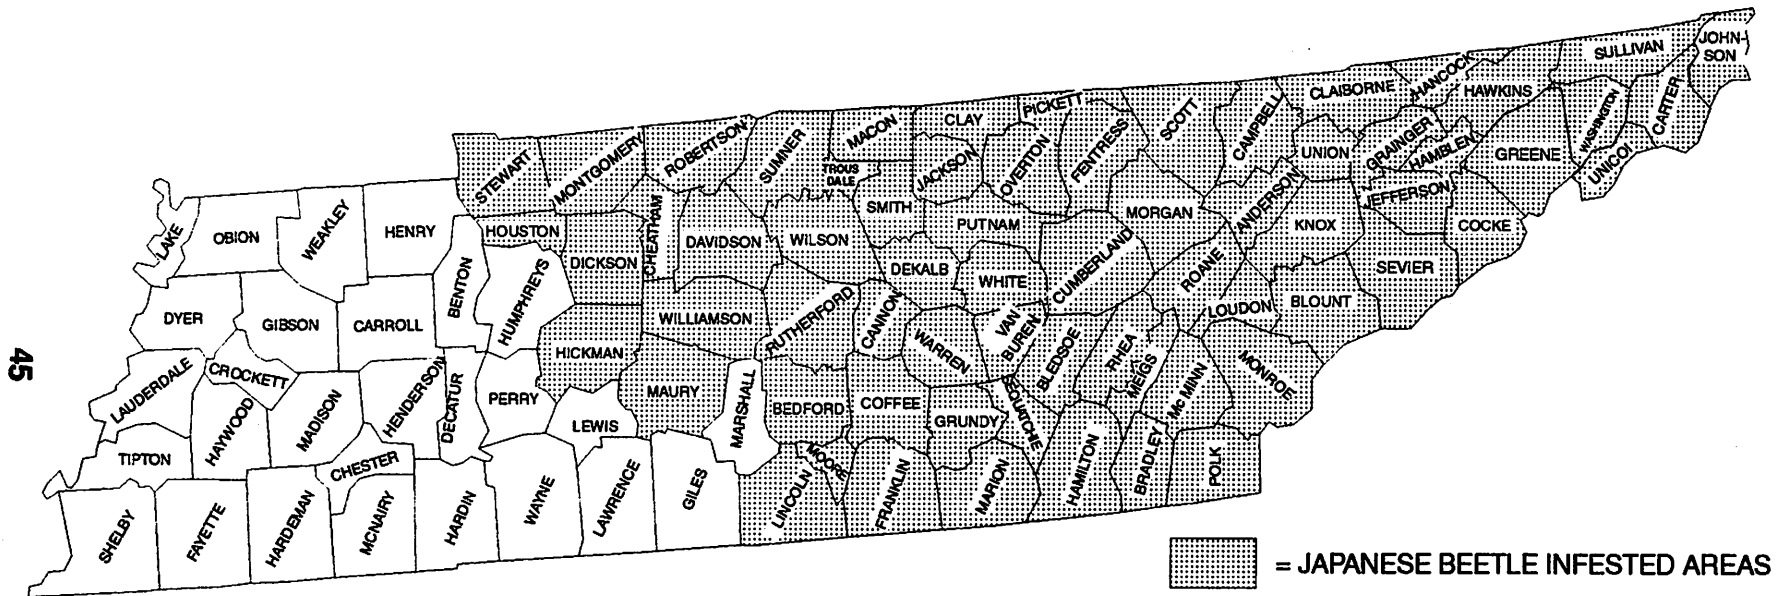 JOHN-
SON
SULLIVAN
CARTER
WASHINGTON
UNICOI
HANCOCK
HAWKINS
CLAIBORNE
GREENE
GRAINGER
HAMBLEN
UNION
CAMPBELL
SCOTT
PICKETT
CLAY
MACON
FENTRESS
OVERTON
JACKSON
SUMNER
TROUS
DALE
ROBERTSON
MONTGOMERY
STEWART
JEFFERSON
COCKE
KNOX
ANDERSON
MORGAN
PUTNAM
SMITH
WILSON
DAVIDSON
CHEATHAM
DICKSON
HOUSTON
HENRY
WEAKLEY
OBION
LAKE
SEVIER
BLOUNT
LOUDON
ROANE
CUMBERLAND
WHITE
DEKALB
CANNON
RUTHERFORD
WILLIAMSON
HICKMAN
HUMPHREYS
BENTON
CARROLL
GIBSON
DYER
45
MONROE
Mc MINN
MEIGS
RHEA
BLEDSOE
VAN
BUREN
WARREN
SEQUATCHIE
GRUNDY
COFFEE
BEDFORD
MARSHALL
MAURY
LEWIS
PERRY
DECATUR
HENDERSON
MADISON
CROCKETT
HAYWOOD
LAUDERDALE
TIPTON
CHESTER
POLK
BRADLEY
HAMILTON
MARION
FRANKLIN
MOORE
LINCOLN
GILES
LAWRENCE
WAYNE
HARDIN
MCNAIRY
HARDEMAN
FAYETTE
SHELBY
= JAPANESE BEETLE INFESTED AREAS